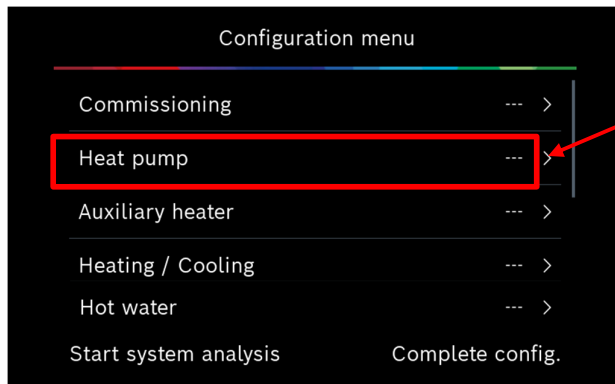 Configuration menu
Commissioning --- >
Heat pump --- >
Auxiliary heater --- >
Heating / Cooling --- >
Hot water --- >
Start system analysis Complete config.